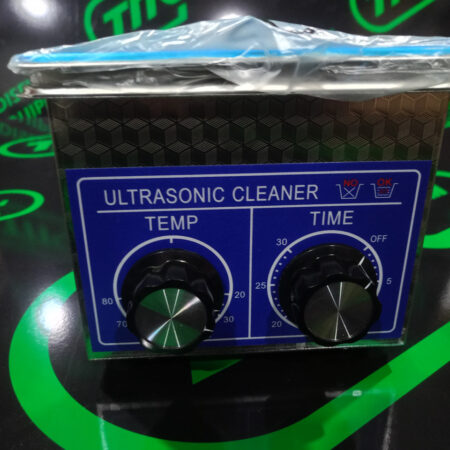 ULTRASONIC CLEANER
NO OK
TEMP TIME
80 20
70 30
30 OFF
25 5
20